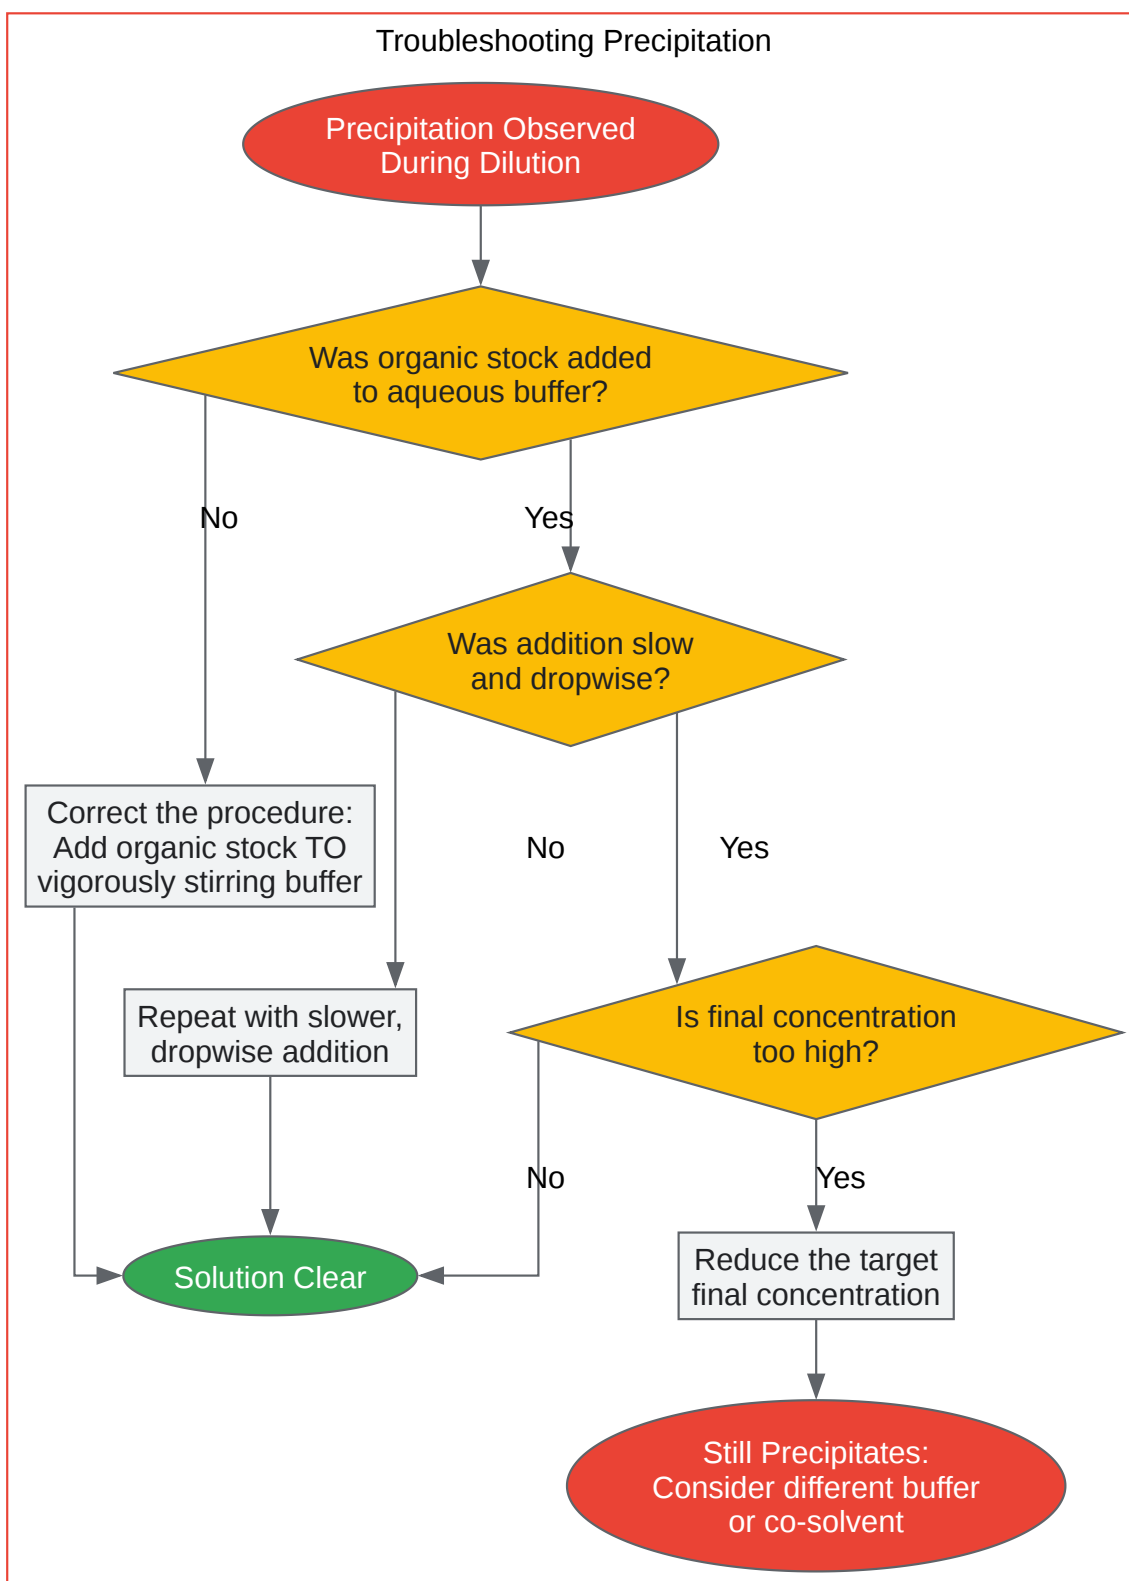 Troubleshooting Precipitation
Precipitation Observed
During Dilution
Was organic stock added
to aqueous buffer?
No
Yes
Was addition slow
and dropwise?
Correct the procedure:
Add organic stock TO
vigorously stirring buffer
No
Yes
Repeat with slower,
dropwise addition
Is final concentration
too high?
No
Yes
Solution Clear
Reduce the target
final concentration
Still Precipitates:
Consider different buffer
or co-solvent